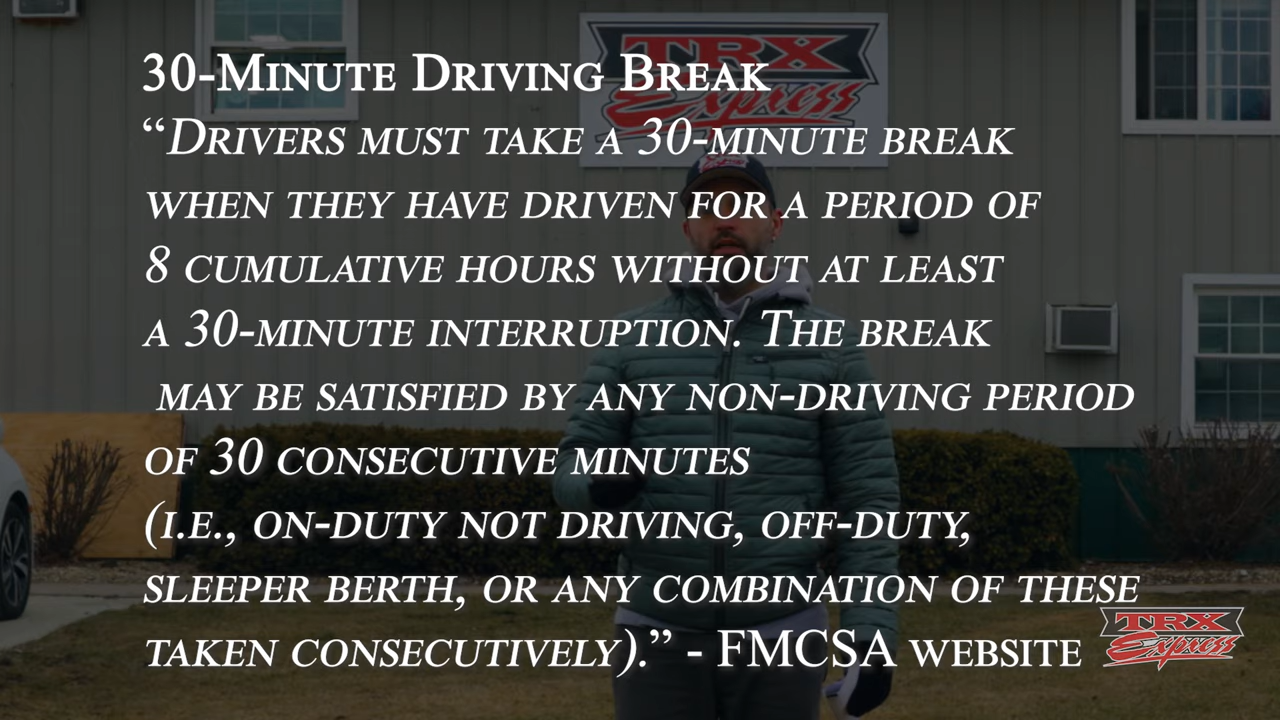 TRX
Express
30-Minute Driving Break
“Drivers must take a 30-minute break
when they have driven for a period of
8 cumulative hours without at least
a 30-minute interruption. The break
may be satisfied by any non-driving period
of 30 consecutive minutes
(i.e., on-duty not driving, off-duty,
sleeper berth, or any combination of these
taken consecutively).” - FMCSA website
TRX
Express